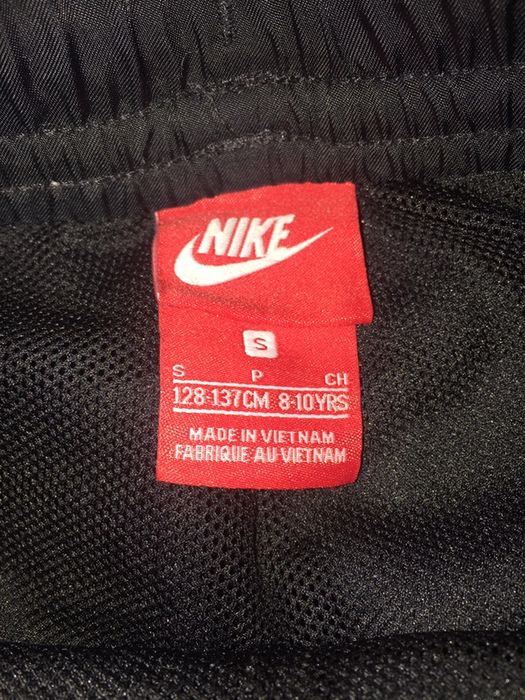 NIKE
S
S P CH
128-137CM 8-10YRS
MADE IN VIETNAM
FABRIQUE AU VIETNAM